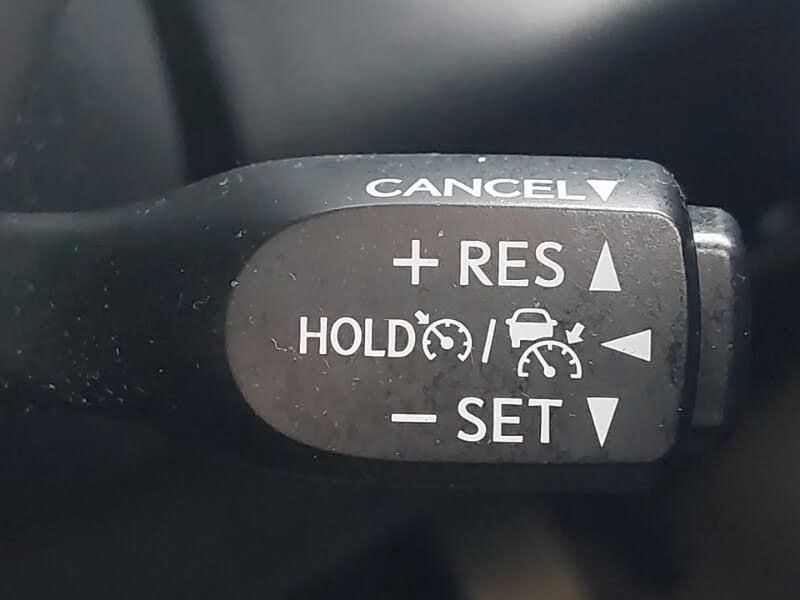 CANCEL▼
+ RES ▲
HOLD / ◀
− SET ▼